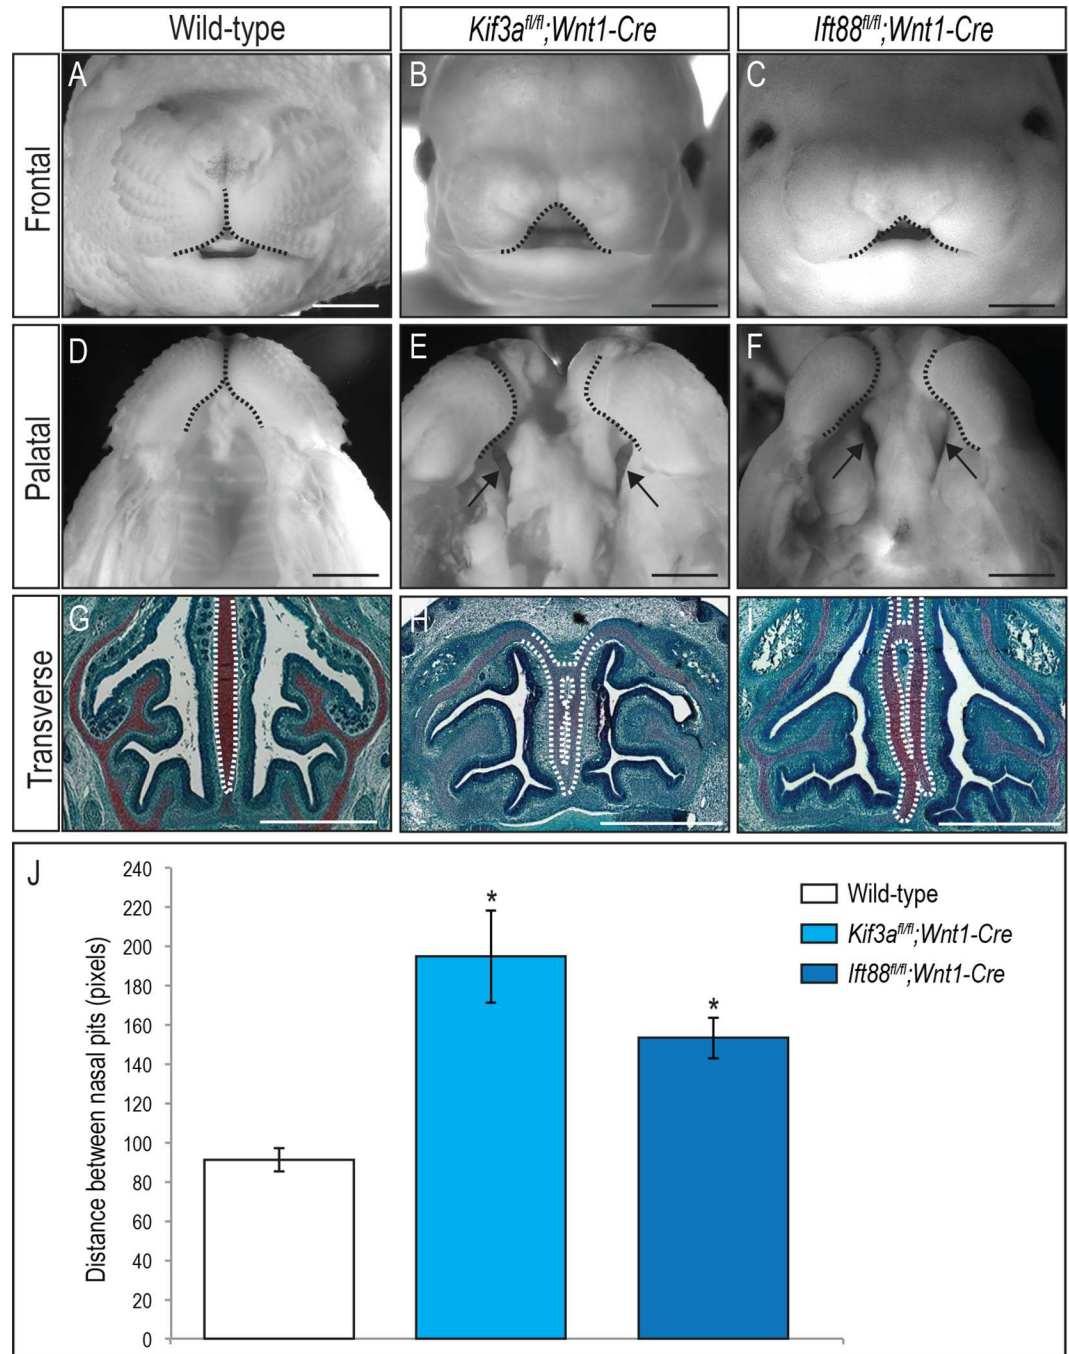 Wild-type
Kif3afl/fl;Wnt1-Cre
Ift88fl/fl;Wnt1-Cre
Frontal
A
B
C
Palatal
D
E
F
Transverse
G
H
I
J
Distance between nasal pits (pixels)
240
220
200
180
160
140
120
100
80
60
40
20
0
*
*
Wild-type
Kif3afl/fl;Wnt1-Cre
Ift88fl/fl;Wnt1-Cre